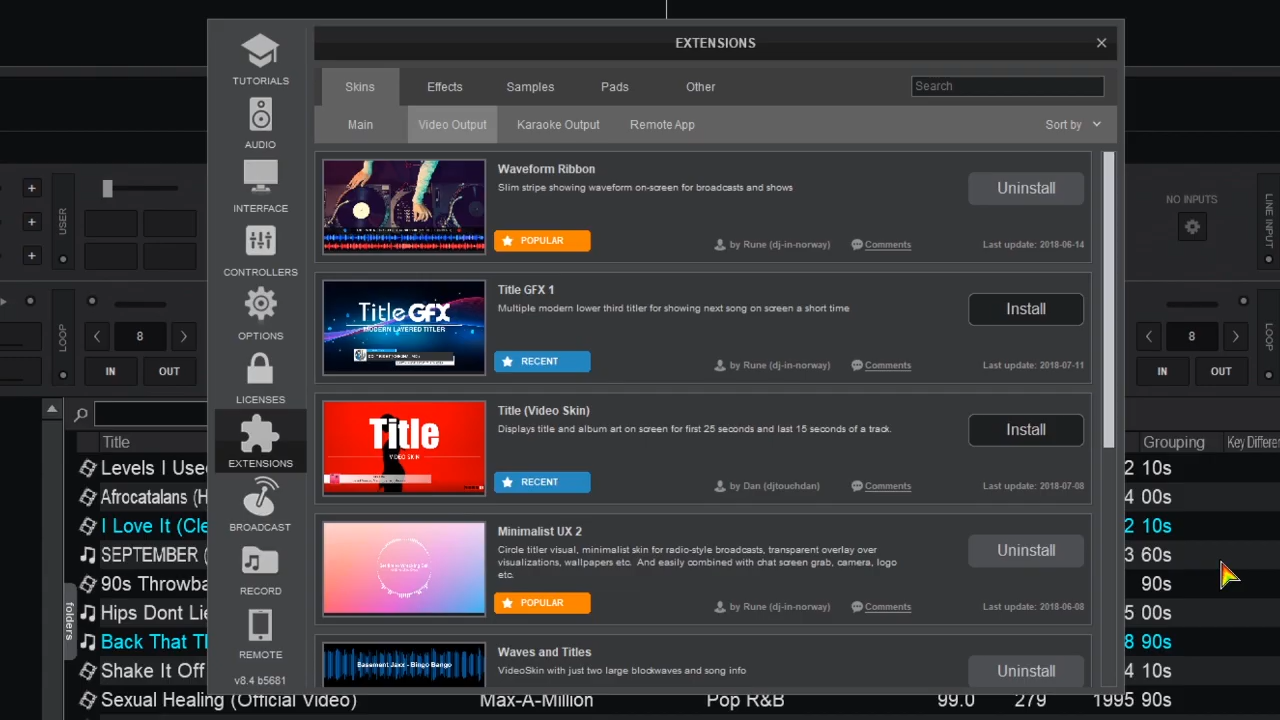 EXTENSIONS
TUTORIALS
AUDIO
INTERFACE
CONTROLLERS
OPTIONS
LICENSES
EXTENSIONS
BROADCAST
RECORD
REMOTE
v8.4 b5681
Skins Effects Samples Pads Other Search
Main Video Output Karaoke Output Remote App Sort by
Waveform Ribbon
Slim stripe showing waveform on-screen for broadcasts and shows
Uninstall
POPULAR by Rune (dj-in-norway) Comments Last update: 2018-06-14
Title GFX
MODERN LAYERED TITLER
Title GFX 1
Multiple modern lower third titler for showing next song on screen a short time
Install
RECENT by Rune (dj-in-norway) Comments Last update: 2018-07-11
Title
VIDEO SKIN
Title (Video Skin)
Displays title and album art on screen for first 25 seconds and last 15 seconds of a track.
Install
RECENT by Dan (djtouchdan) Comments Last update: 2018-07-08
Minimalist UX 2
Circle titler visual, minimalist skin for radio-style broadcasts, transparent overlay over
visualizations, wallpapers etc. And easily combined with chat screen grab, camera, logo
etc.
Uninstall
POPULAR by Rune (dj-in-norway) Comments Last update: 2018-06-08
Basement Jaxx - Bingo Bango
Waves and Titles
VideoSkin with just two large blockwaves and song info
Uninstall
USER
LOOP
8
IN OUT
NO INPUTS
LINE INPUT
LOOP
8
IN OUT
folders
Title Grouping Key Differe
Levels I Used 2 10s
Afrocatalans (H 4 00s
I Love It (Cle 2 10s
SEPTEMBER ( 3 60s
90s Throwba 90s
Hips Dont Lie 5 00s
Back That Th 8 90s
Shake It Off 4 10s
Sexual Healing (Official Video) Max-A-Million Pop R&B 99.0 279 1995 90s